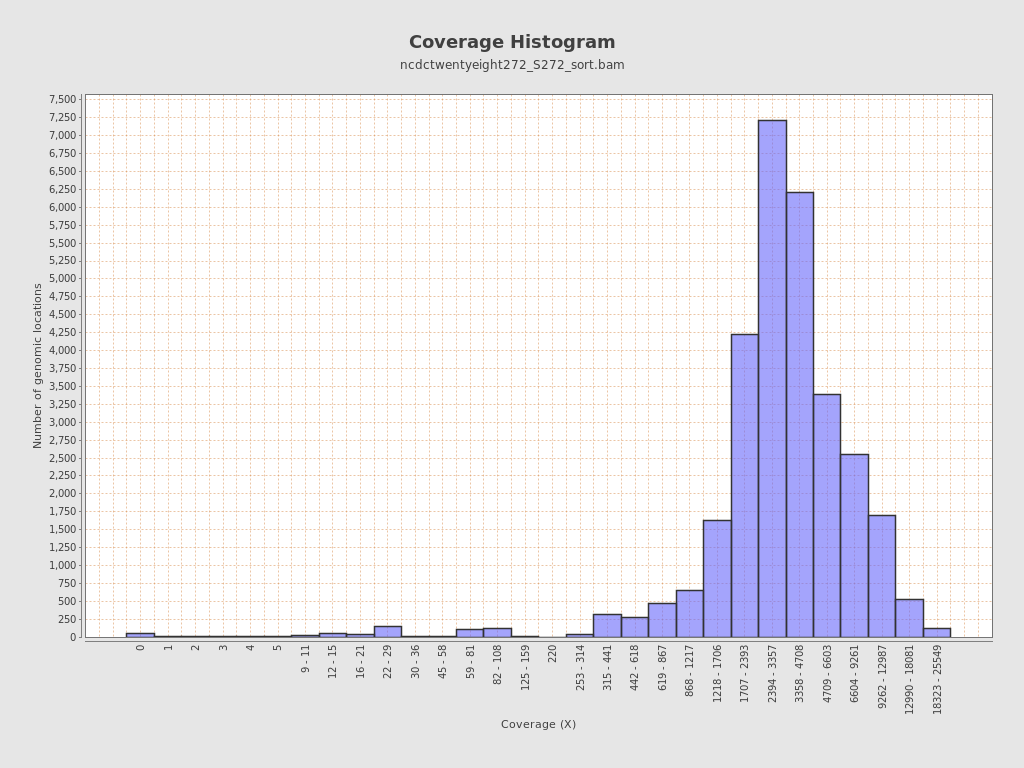 Coverage Histogram
ncdctwentyeight272_S272_sort.bam
7,500
7,250
7,000
6,750
6,500
6,250
6,000
5,750
5,500
5,250
5,000
4,750
4,500
4,250
4,000
3,750
3,500
3,250
3,000
2,750
2,500
2,250
2,000
1,750
1,500
1,250
1,000
750
500
250
0
Number of genomic locations
0
1
2
3
4
5
9 - 11
12 - 15
16 - 21
22 - 29
30 - 36
45 - 58
59 - 81
82 - 108
125 - 159
220
253 - 314
315 - 441
442 - 618
619 - 867
868 - 1217
1218 - 1706
1707 - 2393
2394 - 3357
3358 - 4708
4709 - 6603
6604 - 9261
9262 - 12987
12990 - 18081
18323 - 25549
Coverage (X)